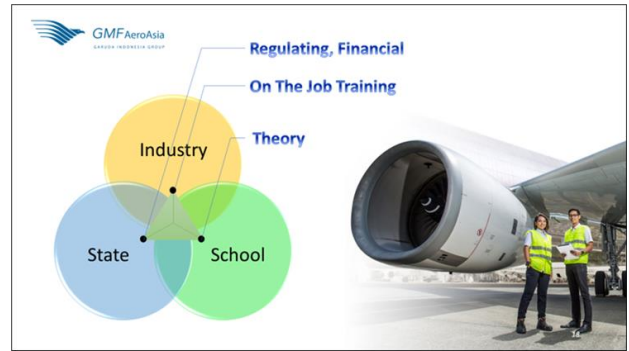 GMF AeroAsia
GARUDA INDONESIA GROUP
Regulating, Financial
On The Job Training
Theory
Industry
State
School